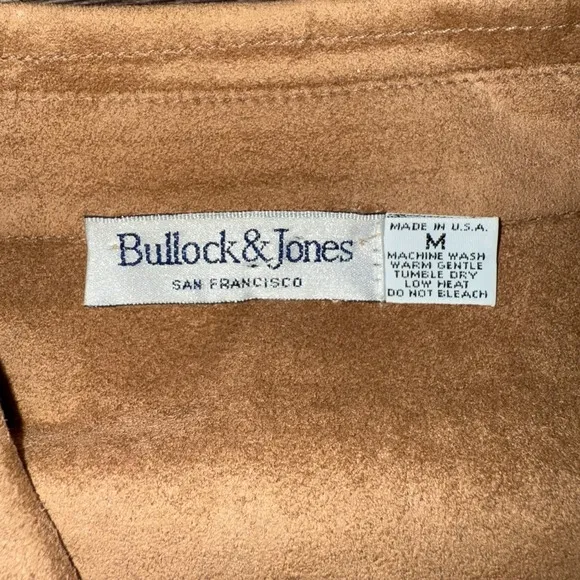 Bullock & Jones
SAN FRANCISCO
MADE IN U.S.A.
M
MACHINE WASH
WARM GENTLE
TUMBLE DRY
LOW HEAT
DO NOT BLEACH